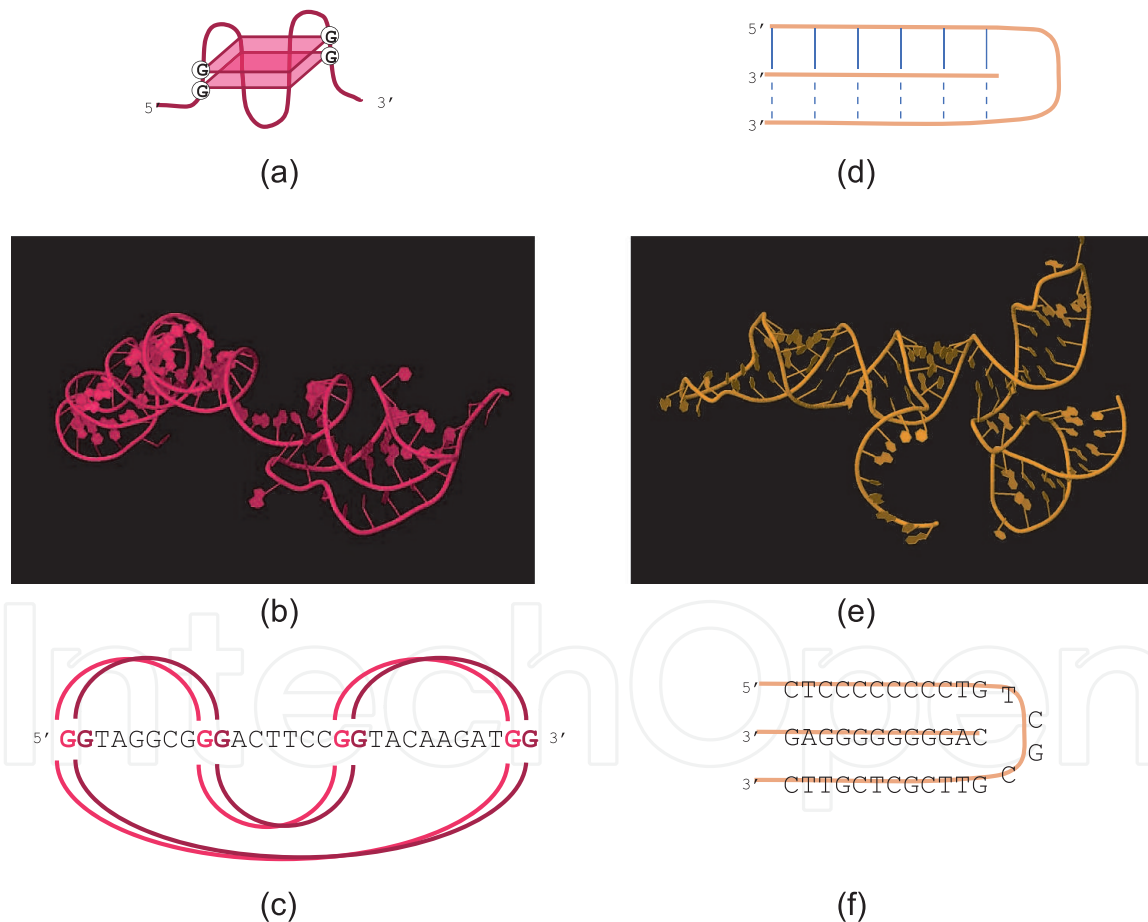 G
G
G
G
5′
3′
(a)
5′
3′
3′
(d)
(b)
(e)
IntechOpen
5′ GGTAGGCGGGACTTCCGGTACAAGATGG 3′
(c)
5′ CTCCCCCCCCTG
T
C
G
C
3′ GAGGGGGGGGAC
3′ CTTGCTCGCTTG
(f)